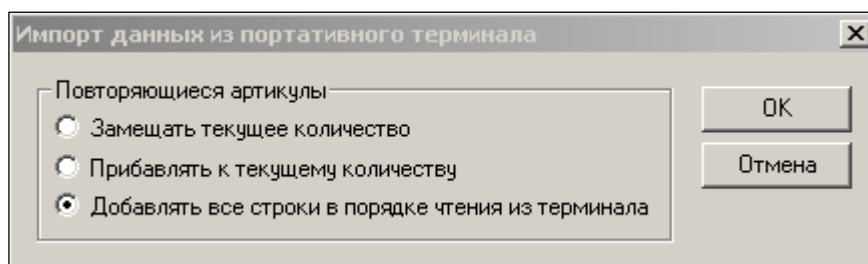 Импорт данных из портативного терминала
Повторяющиеся артикулы
Замещать текущее количество
Прибавлять к текущему количеству
Добавлять все строки в порядке чтения из терминала
OK
Отмена